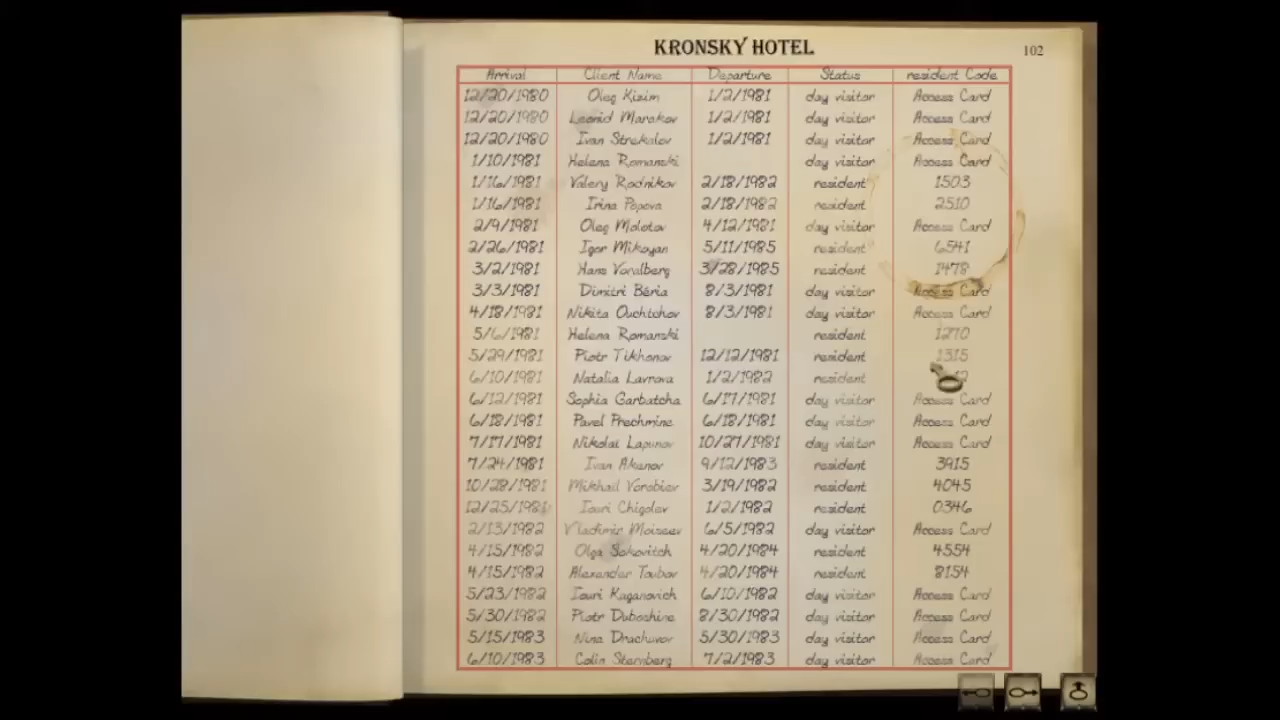 KRONSKY HOTEL 102
Arrival Client Name Departure Status resident Code
12/20/1980 Oleg Kizim 1/2/1981 day visitor Access Card
12/20/1980 Leonid Marakov 1/2/1981 day visitor Access Card
12/20/1980 Ivan Strekalov 1/2/1981 day visitor Access Card
1/10/1981 Helena Romanski day visitor Access Card
1/16/1981 Valery Rodnikov 2/18/1982 resident 1503
1/16/1981 Irina Popova 2/18/1982 resident 2510
2/9/1981 Oleg Molotov 4/12/1981 day visitor Access Card
2/26/1981 Igor Mikoyan 5/11/1985 resident 6541
3/2/1981 Hans Voralberg 3/28/1985 resident 1478
3/3/1981 Dimitri Béria 8/3/1981 day visitor Access Card
4/18/1981 Nikita Ouchtchov 8/3/1981 day visitor Access Card
5/6/1981 Helena Romanski resident 1270
5/29/1981 Piotr Tikhonov 12/12/1981 resident 1315
6/10/1981 Natalia Lavrova 1/2/1982 resident
6/12/1981 Sophia Garbatcha 6/17/1981 day visitor Access Card
6/18/1981 Pavel Prechmine 6/18/1981 day visitor Access Card
7/17/1981 Nikolai Lapunov 10/27/1981 day visitor Access Card
7/24/1981 Ivan Akanov 9/12/1983 resident 3915
10/28/1981 Mikhail Vorobiov 3/19/1982 resident 4045
12/25/1981 Iouri Chigolev 1/2/1982 resident 0346
2/13/1982 Vladimir Moiseev 6/5/1982 day visitor Access Card
4/15/1982 Olga Sakovitch 4/20/1984 resident 4554
4/15/1982 Alexander Toubov 4/20/1984 resident 8154
5/23/1982 Iouri Kaganovich 6/10/1982 day visitor Access Card
5/30/1982 Piotr Duboshine 8/30/1982 day visitor Access Card
5/15/1983 Nina Drachuvor 5/30/1983 day visitor Access Card
6/10/1983 Colin Sternberg 7/2/1983 day visitor Access Card